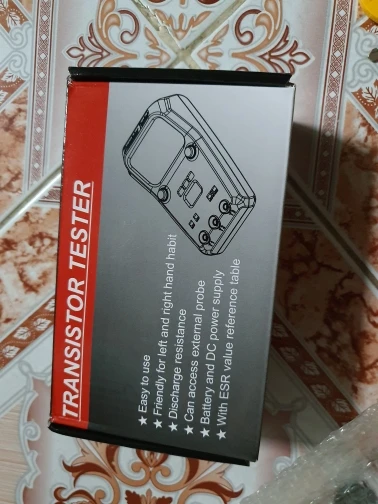 TRANSISTOR TESTER
★ Easy to use
★ Friendly for left and right hand habit
★ Discharge resistance
★ Can access external probe
★ Battery and DC power supply
★ With ESR value reference table